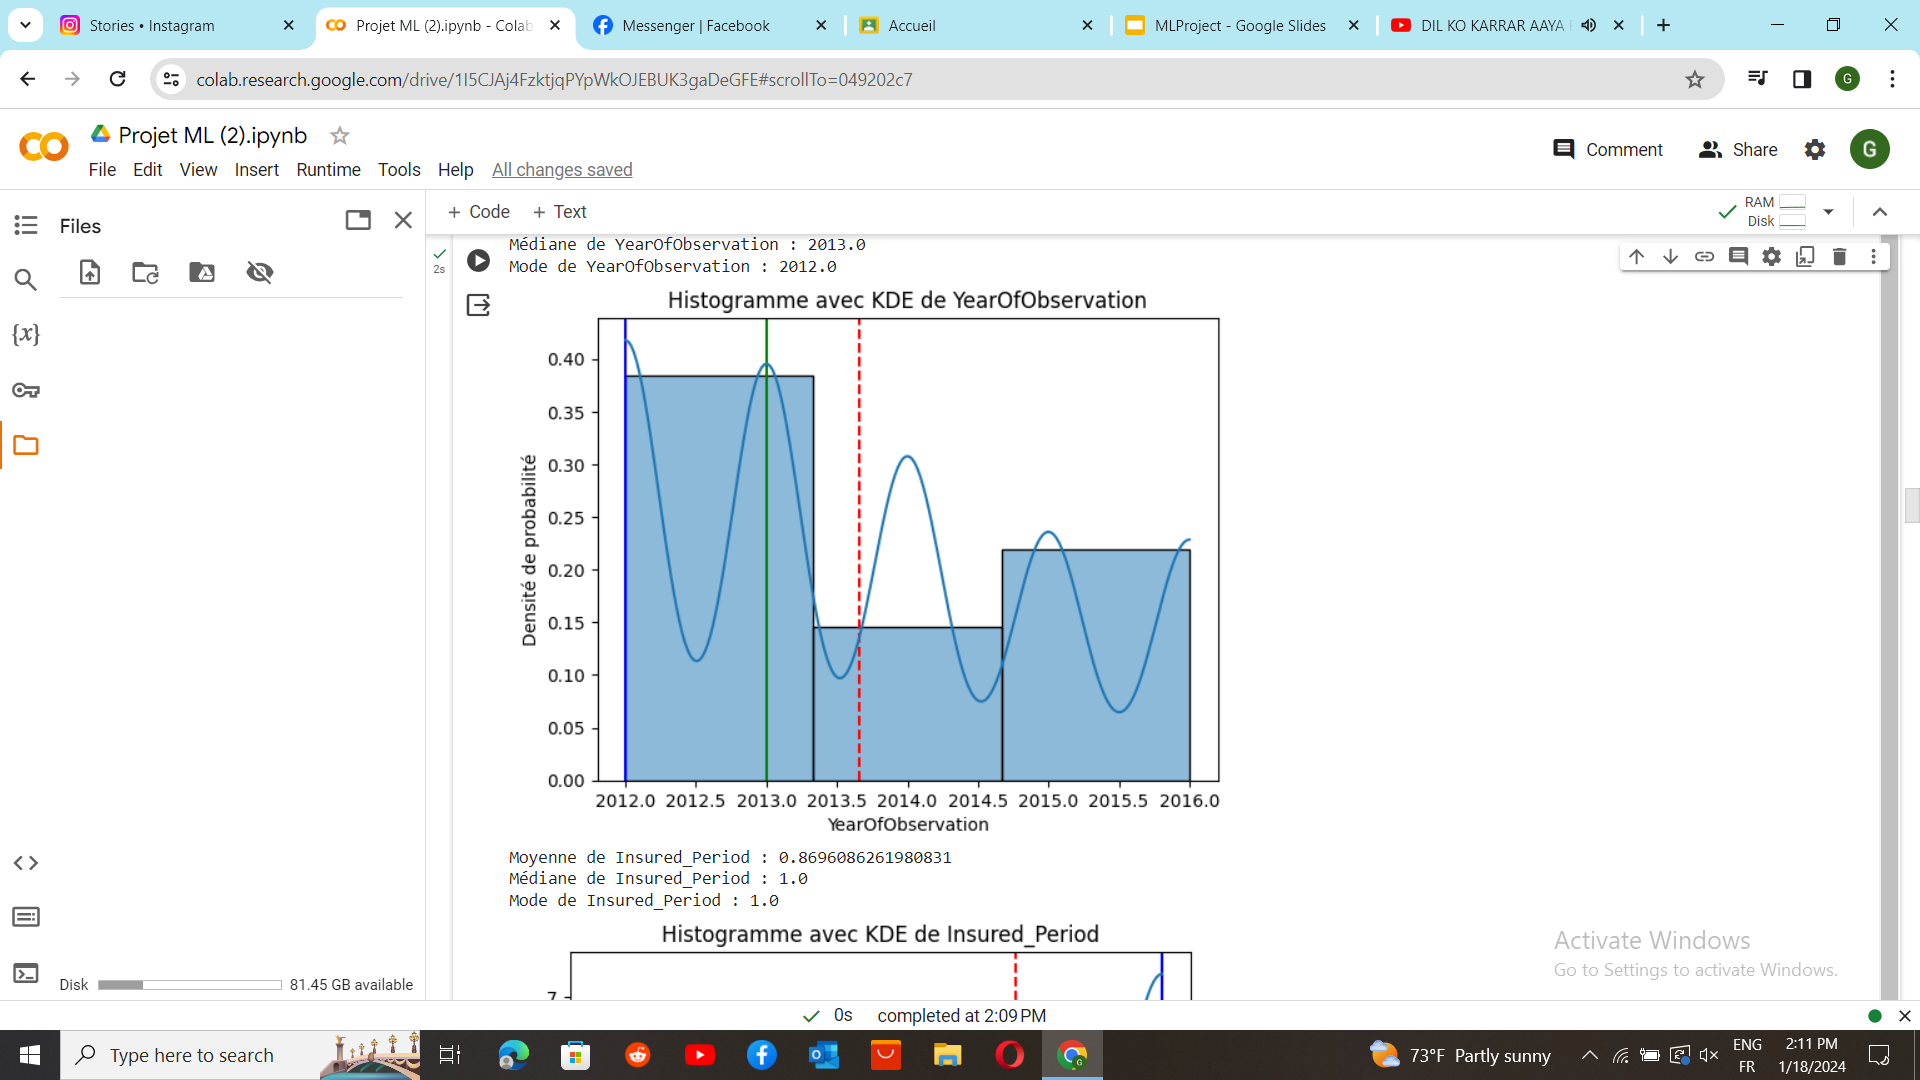 Stories • Instagram
Projet ML (2).ipynb - Colab
Messenger | Facebook
Accueil
MLProject - Google Slides
DIL KO KARRAR AAYA
colab.research.google.com/drive/1I5CJAj4FzktjqPYpWkOJEBUK3gaDeGFE#scrollTo=049202c7
G
Projet ML (2).ipynb
Comment
Share
G
File Edit View Insert Runtime Tools Help All changes saved
Files
+ Code + Text
RAM
Disk
{x}
2s
Médiane de YearOfObservation : 2013.0
Mode de YearOfObservation : 2012.0
Histogramme avec KDE de YearOfObservation
0.40
0.35
0.30
0.25
0.20
0.15
0.10
0.05
0.00
Densité de probabilité
2012.0 2012.5 2013.0 2013.5 2014.0 2014.5 2015.0 2015.5 2016.0
YearOfObservation
Moyenne de Insured_Period : 0.8696086261980831
Médiane de Insured_Period : 1.0
Mode de Insured_Period : 1.0
Histogramme avec KDE de Insured_Period
7
Activate Windows
Go to Settings to activate Windows.
Disk 81.45 GB available
0s completed at 2:09 PM
Type here to search
73°F Partly sunny
ENG
FR
2:11 PM
1/18/2024